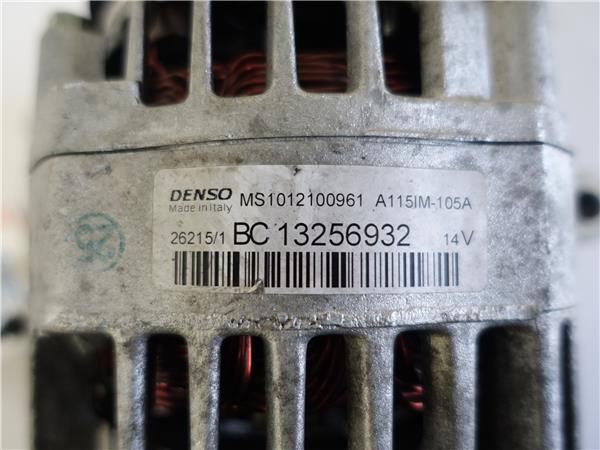 DENSO MS1012100961 A115IM-105A
Made in Italy
26215/1 BC 13256932 14V